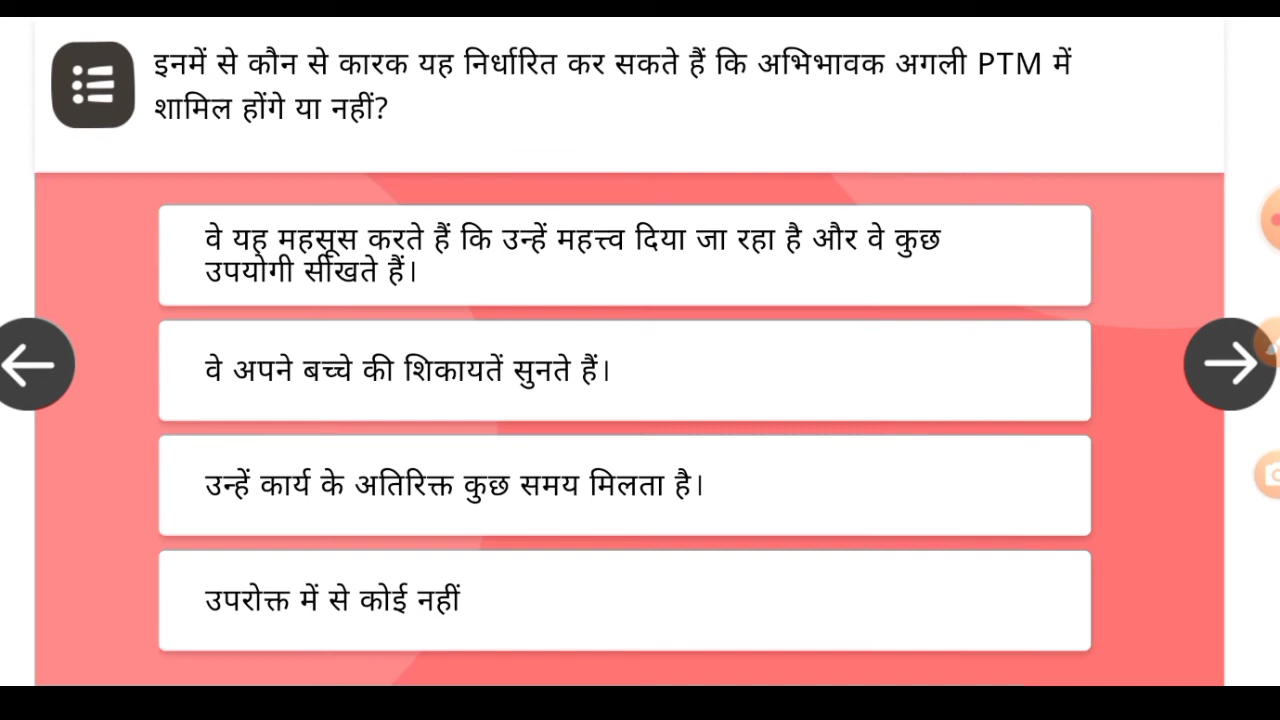 इनमें से कौन से कारक यह निर्धारित कर सकते हैं कि अभिभावक अगली PTM में
शामिल होंगे या नहीं?
वे यह महसूस करते हैं कि उन्हें महत्त्व दिया जा रहा है और वे कुछ
उपयोगी सीखते हैं।
वे अपने बच्चे की शिकायतें सुनते हैं।
उन्हें कार्य के अतिरिक्त कुछ समय मिलता है।
उपरोक्त में से कोई नहीं